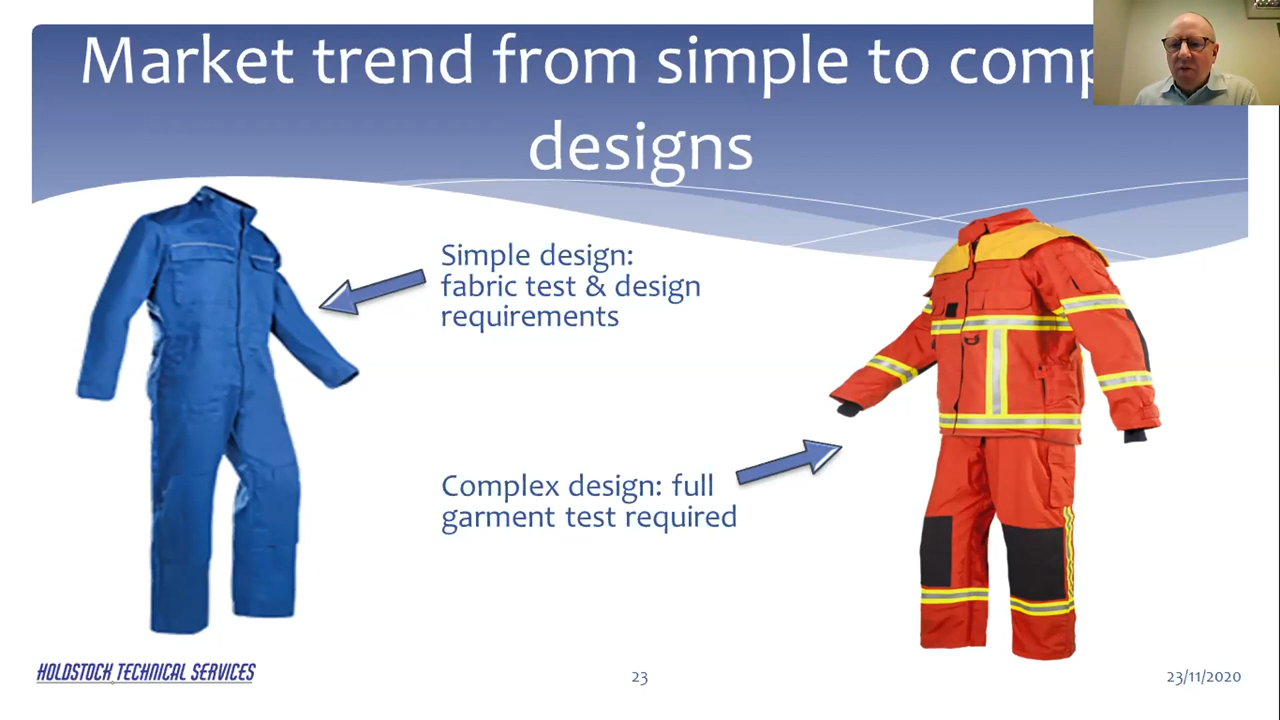 Market trend from simple to
designs
Simple design:
fabric test & design
requirements
Complex design: full
garment test required
HOLDSTOCK TECHNICAL SERVICES
23
23/11/2020